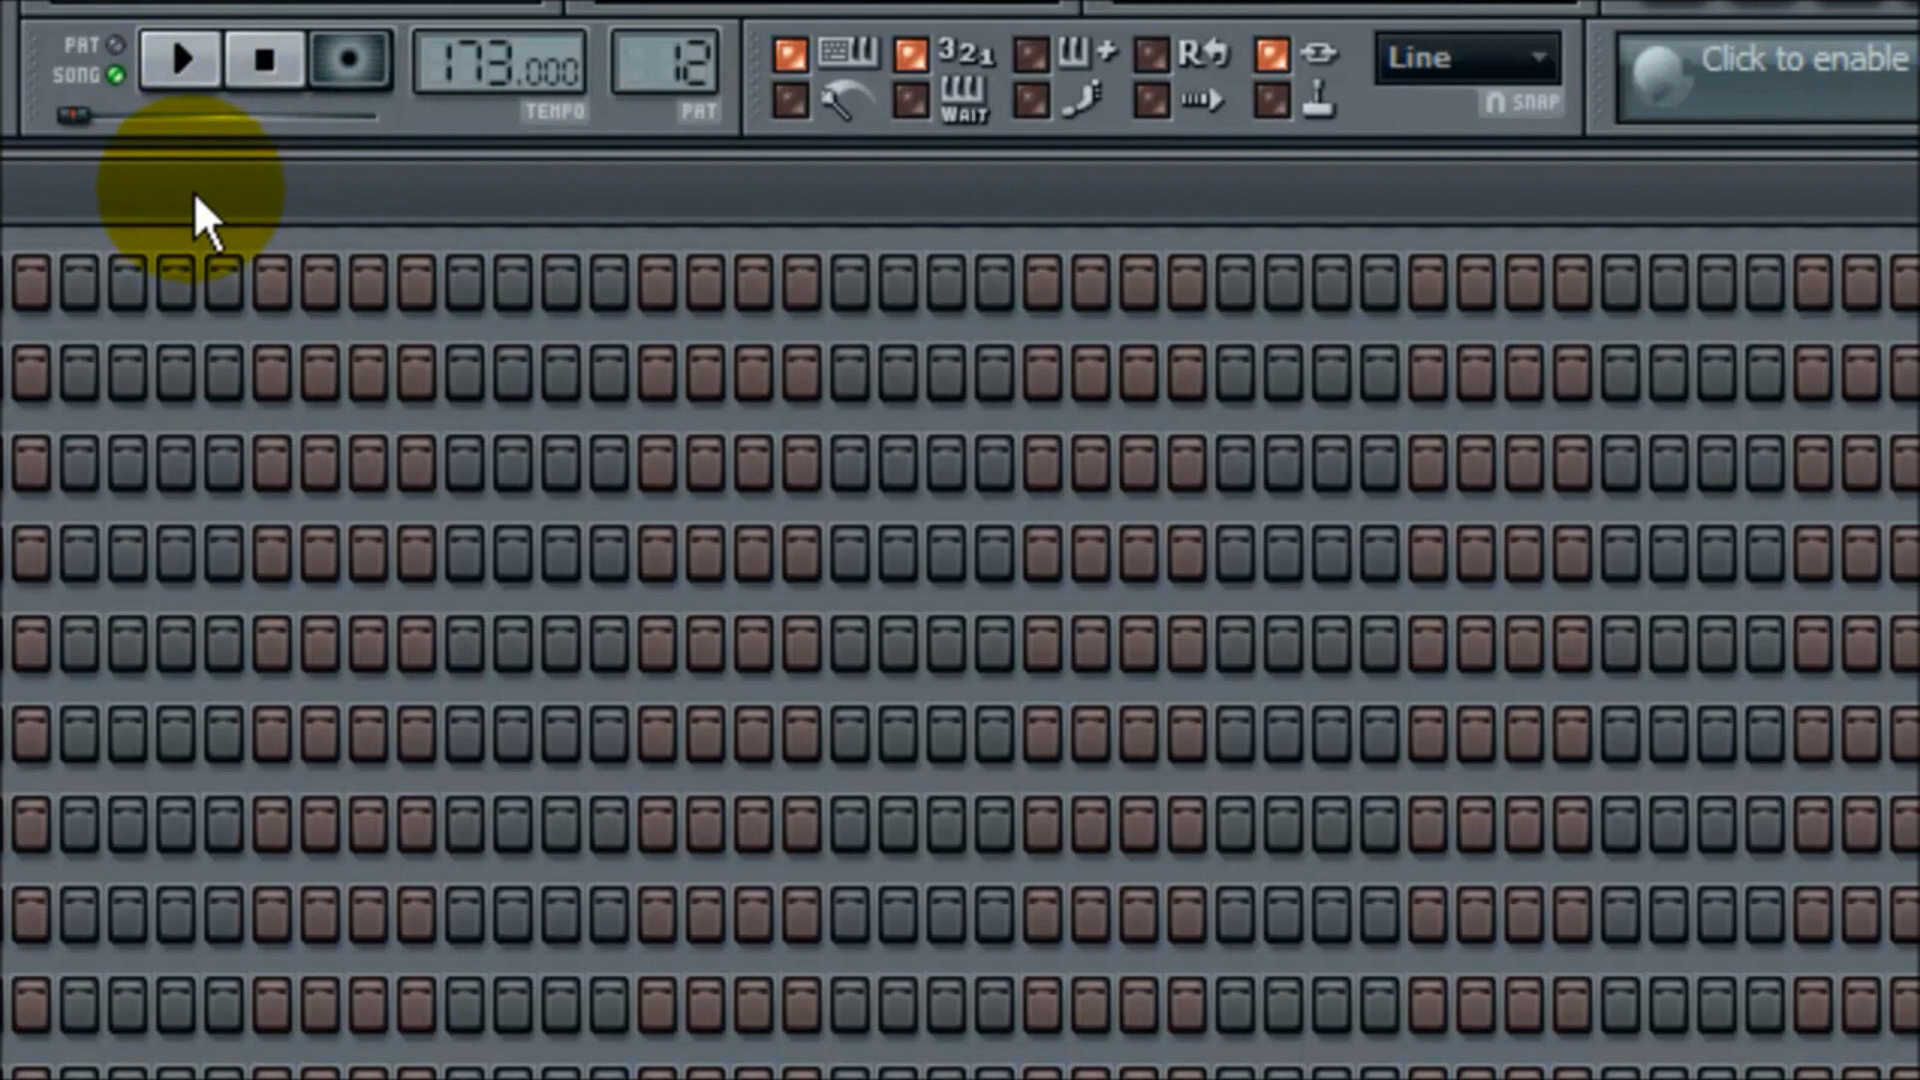 PAT
SONG
173.000
TEMPO
12
PAT
321
WAIT
R
Line
SNAP
Click to enable